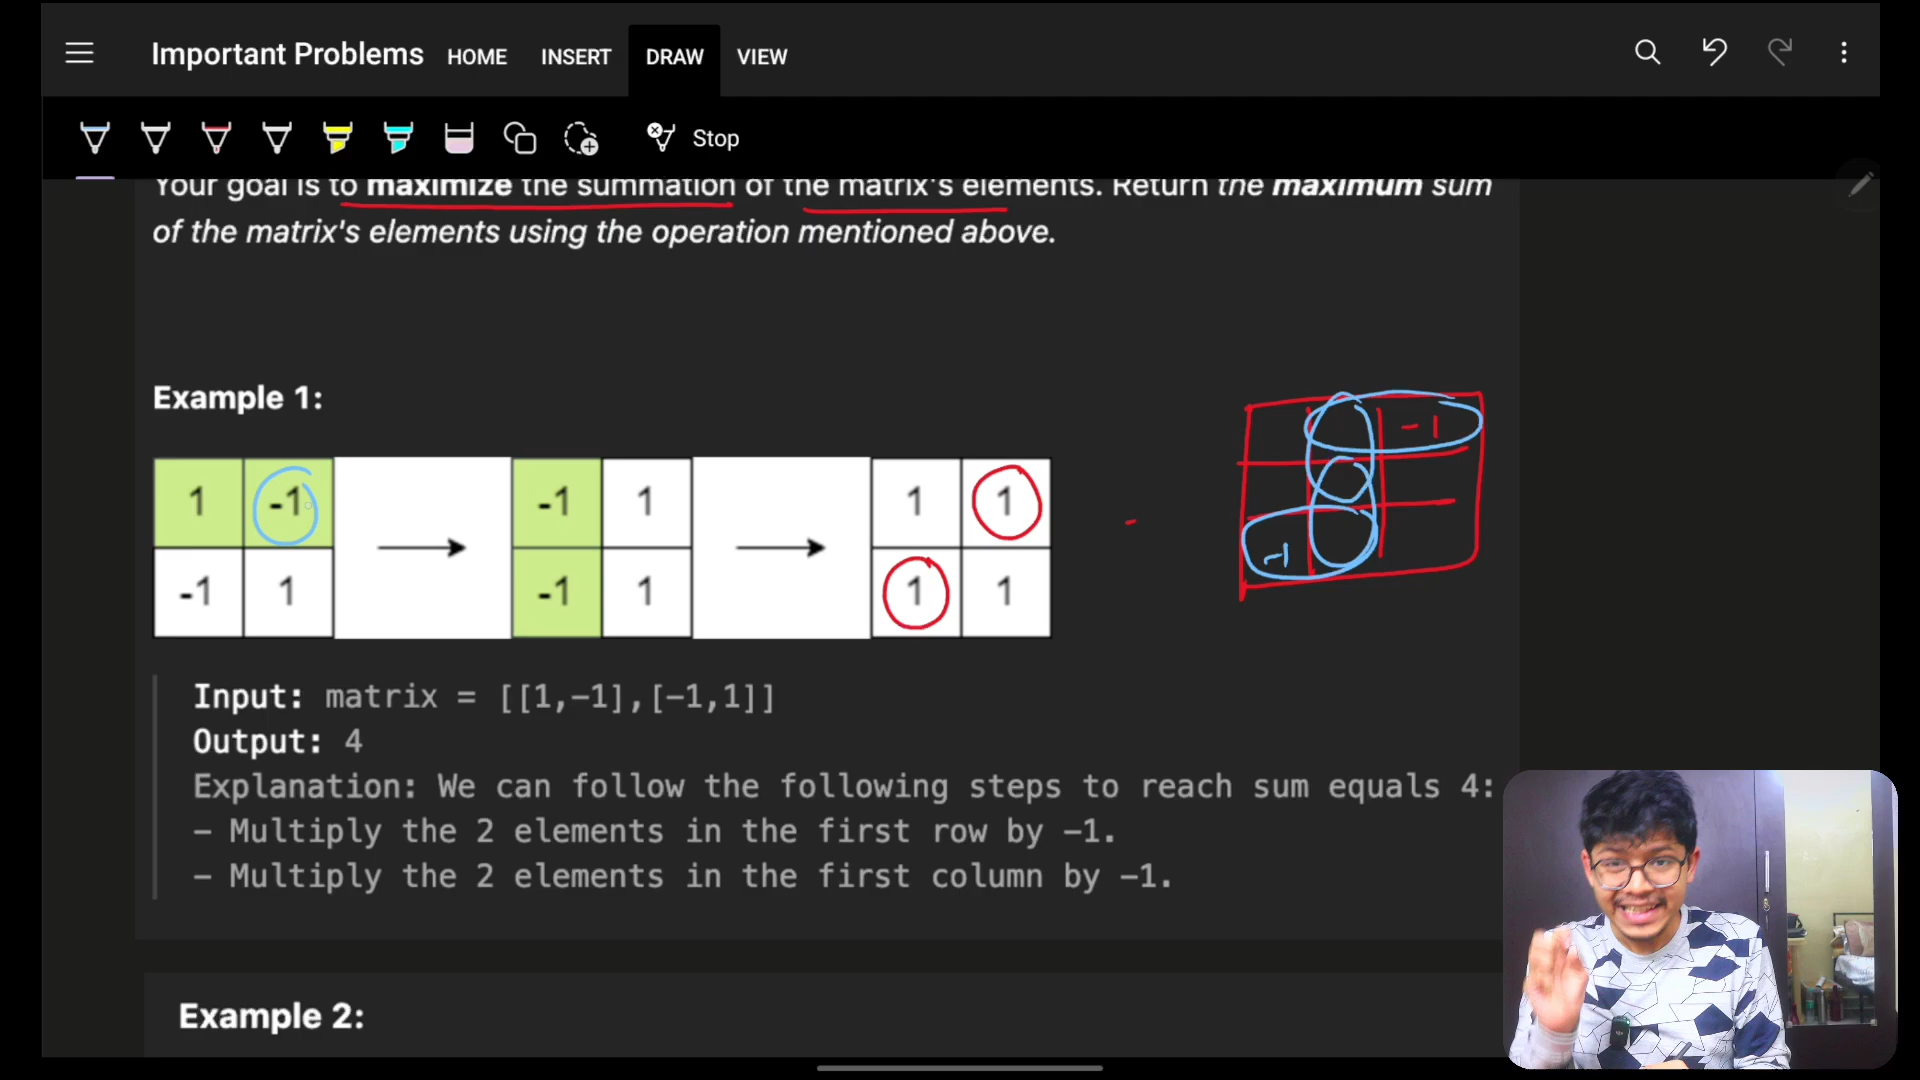 Important Problems HOME INSERT DRAW VIEW
Stop
Your goal is to maximize the summation of the matrix's elements. Return the maximum sum
of the matrix's elements using the operation mentioned above.
Example 1:
1 -1 -1 1 1 1
-1 1 -1 1 1 1
-1
-1
Input: matrix = [[1,-1],[-1,1]]
Output: 4
Explanation: We can follow the following steps to reach sum equals 4:
- Multiply the 2 elements in the first row by -1.
- Multiply the 2 elements in the first column by -1.
Example 2: